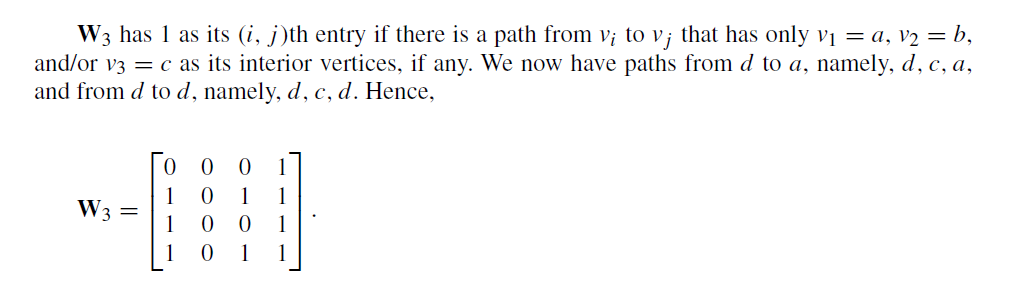 W₃ has 1 as its (i, j)th entry if there is a path from vᵢ to vⱼ that has only v₁ = a, v₂ = b,
and/or v₃ = c as its interior vertices, if any. We now have paths from d to a, namely, d, c, a,
and from d to d, namely, d, c, d. Hence,
0 0 0 1
1 0 1 1
W₃ =
1 0 0 1
.
1 0 1 1